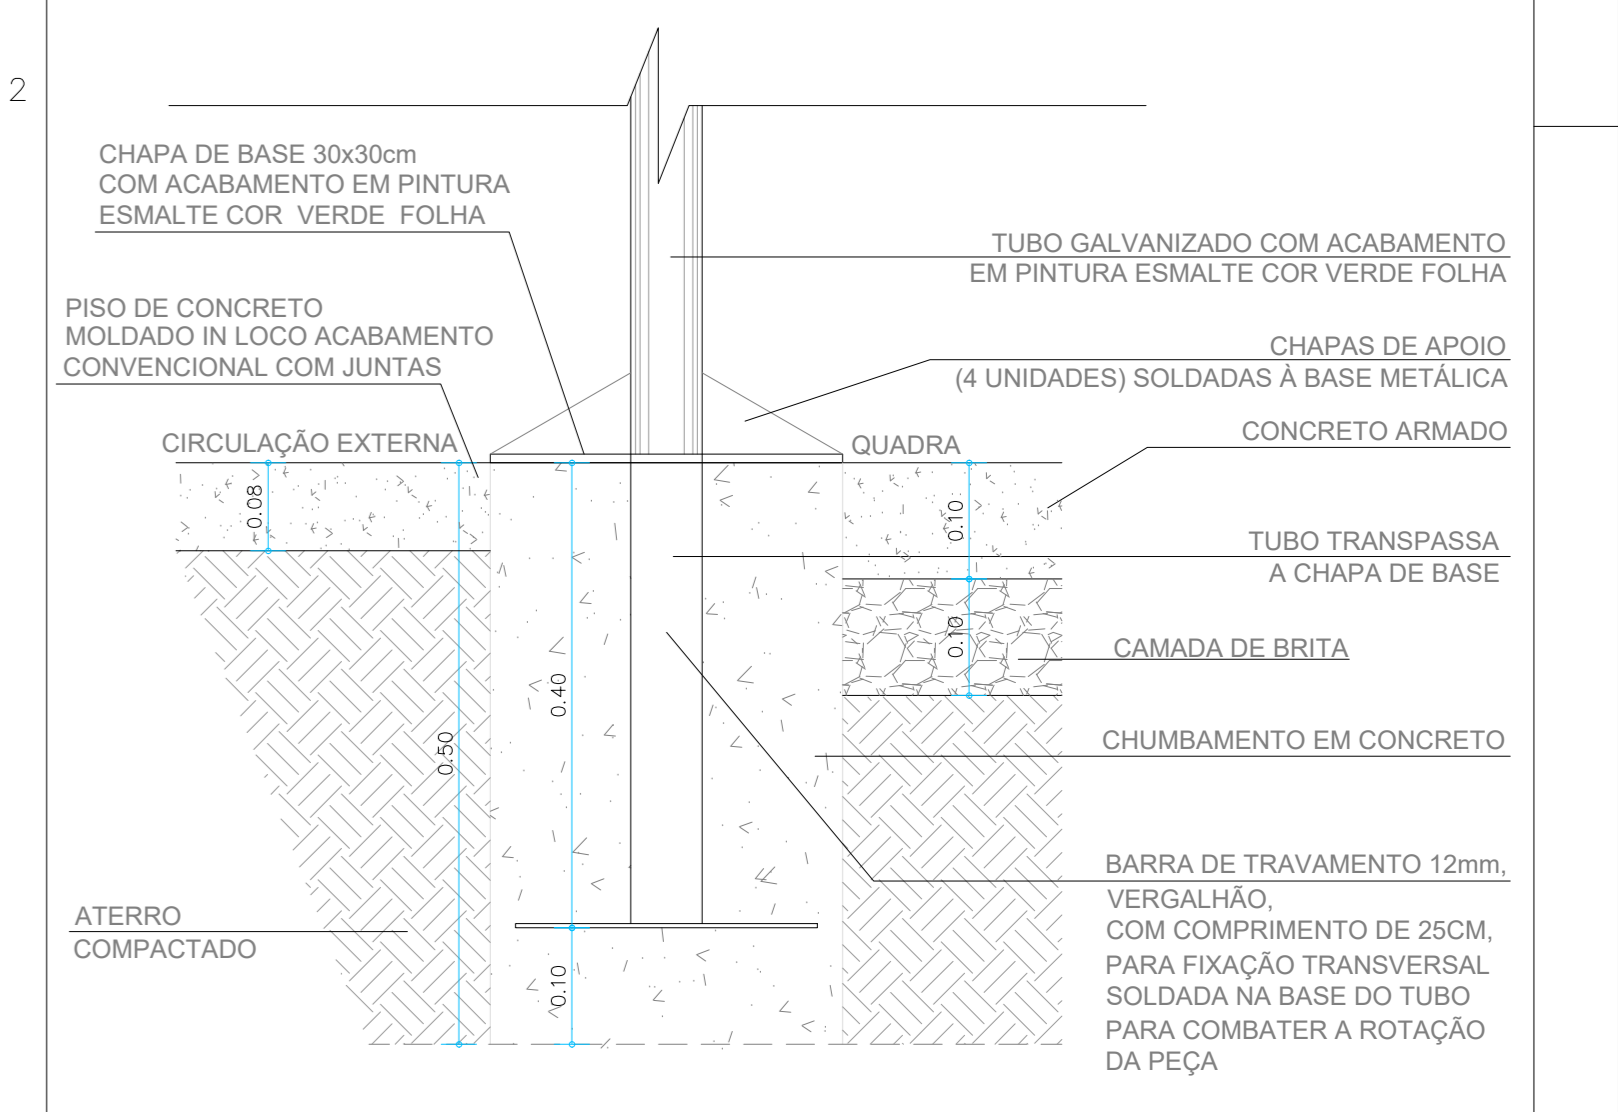 2
CHAPA DE BASE 30x30cm
COM ACABAMENTO EM PINTURA
ESMALTE COR VERDE FOLHA
TUBO GALVANIZADO COM ACABAMENTO
EM PINTURA ESMALTE COR VERDE FOLHA
PISO DE CONCRETO
MOLDADO IN LOCO ACABAMENTO
CONVENCIONAL COM JUNTAS
CHAPAS DE APOIO
(4 UNIDADES) SOLDADAS À BASE METÁLICA
CIRCULAÇÃO EXTERNA
QUADRA
CONCRETO ARMADO
0.08
0.10
TUBO TRANSPASSA
A CHAPA DE BASE
0.10
CAMADA DE BRITA
0.40
0.50
CHUMBAMENTO EM CONCRETO
BARRA DE TRAVAMENTO 12mm,
VERGALHÃO,
COM COMPRIMENTO DE 25CM,
PARA FIXAÇÃO TRANSVERSAL
SOLDADA NA BASE DO TUBO
PARA COMBATER A ROTAÇÃO
DA PEÇA
ATERRO
COMPACTADO
0.10